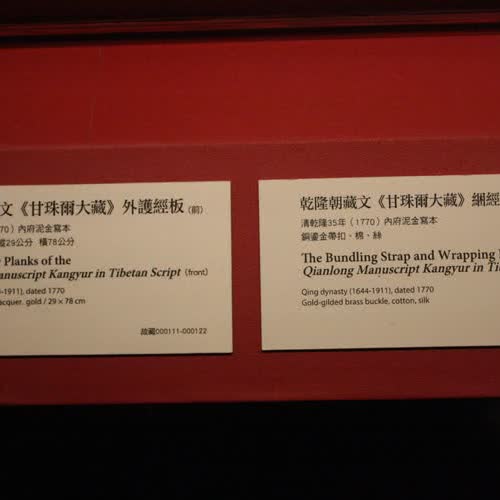 文《甘珠爾大藏》外護經板（前）
70）內府泥金寫本
縱29公分 橫78公分
Planks of the
anuscript Kangyur in Tibetan Script (front)
-1911), dated 1770
acquer. gold / 29 x 78 cm
故藏000111-000122
乾隆朝藏文《甘珠爾大藏》綑經
清乾隆35年（1770）內府泥金寫本
銅鎏金帶扣、棉、絲
The Bundling Strap and Wrapping
Qianlong Manuscript Kangyur in Ti
Qing dynasty (1644-1911), dated 1770
Gold-gilded brass buckle, cotton, silk